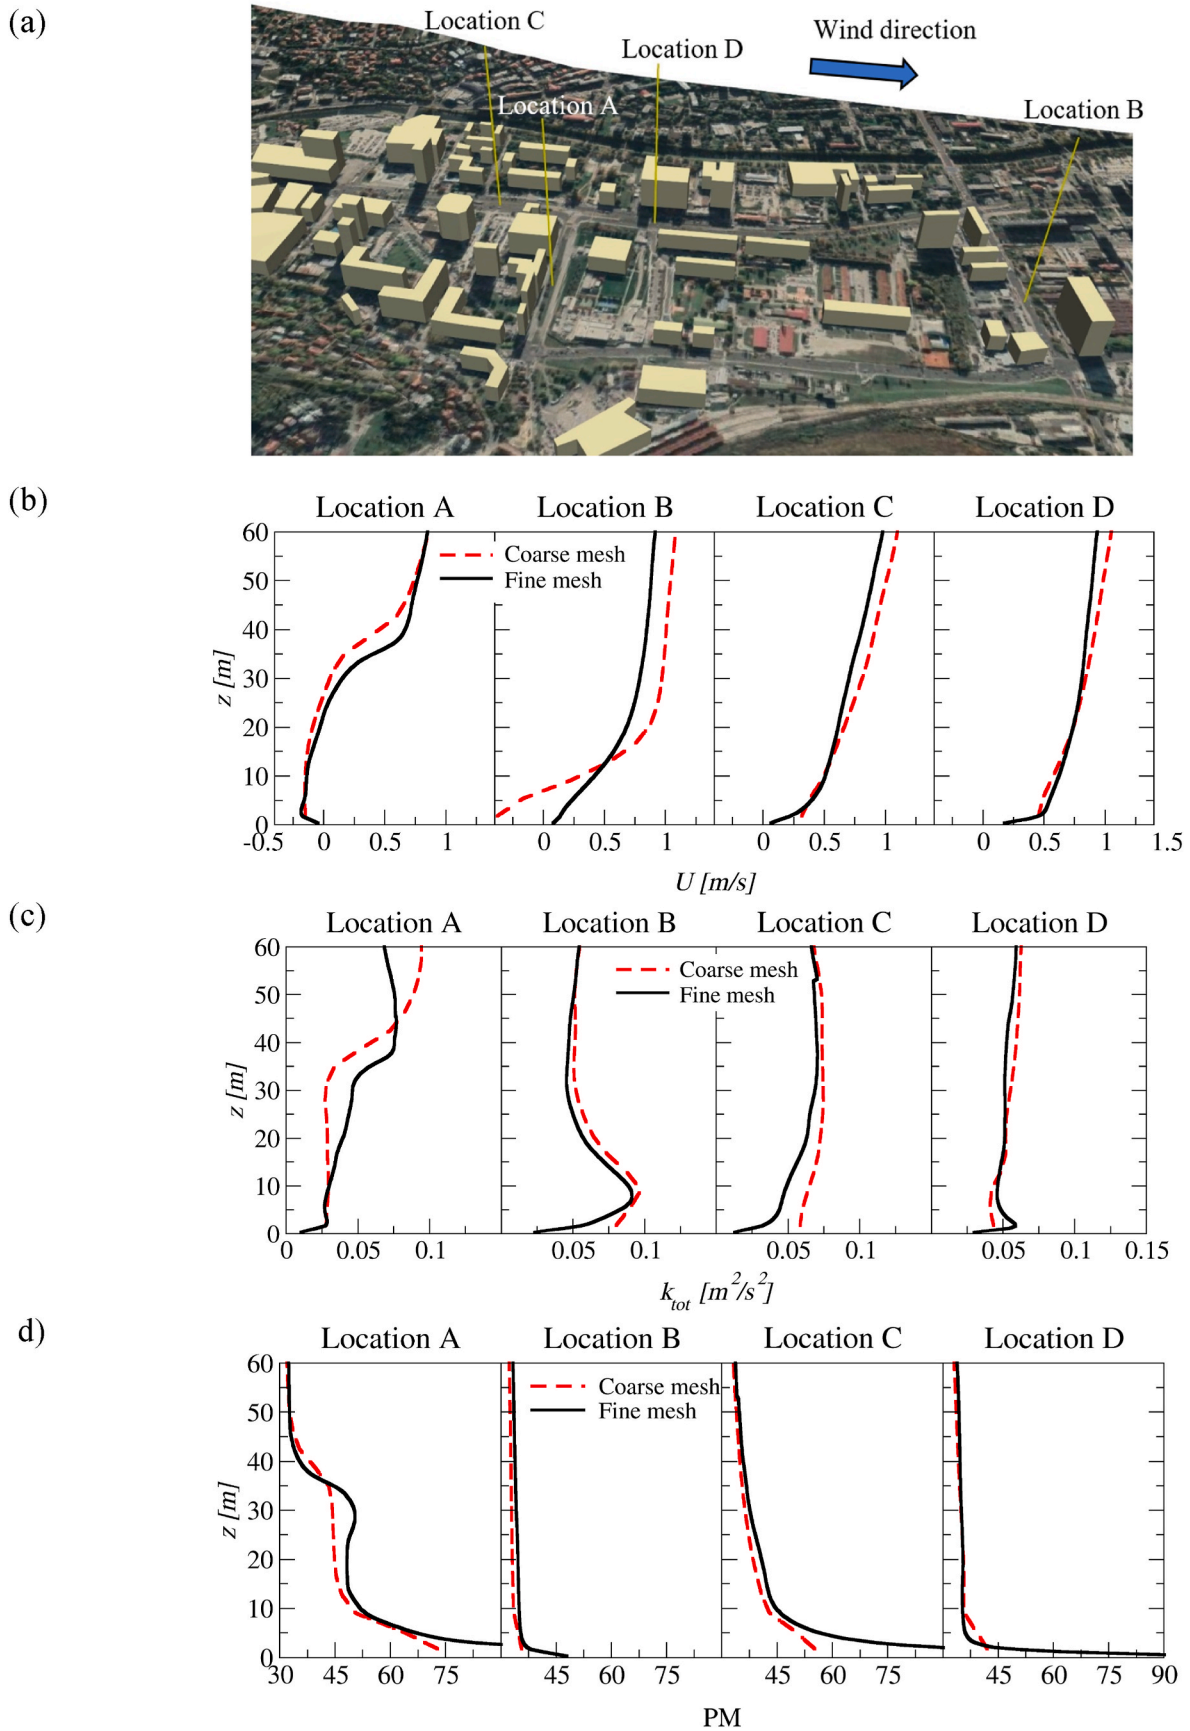 (a)
Location C
Location D
Wind direction
Location A
Location B
(b)
Location A Location B Location C Location D
60
50
40
30
20
10
0
z [m]
Coarse mesh
Fine mesh
-0.5 0 0.5 1 0 0.5 1 0 0.5 1 0 0.5 1 1.5
U [m/s]
(c)
Location A Location B Location C Location D
60
50
40
30
20
10
0
z [m]
Coarse mesh
Fine mesh
0 0.05 0.1 0.05 0.1 0.05 0.1 0.05 0.1 0.15
k_tot [m²/s²]
d)
Location A Location B Location C Location D
60
50
40
30
20
10
0
z [m]
Coarse mesh
Fine mesh
30 45 60 75 45 60 75 30 45 60 75 45 60 75 90
PM